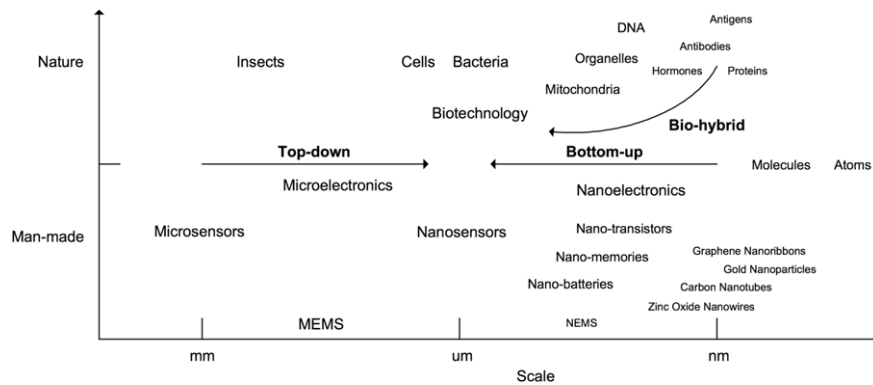 Antigens
DNA
Antibodies
Nature
Insects
Cells
Bacteria
Organelles
Hormones
Proteins
Mitochondria
Biotechnology
Bio-hybrid
Top-down
Bottom-up
Molecules
Atoms
Microelectronics
Nanoelectronics
Man-made
Microsensors
Nanosensors
Nano-transistors
Nano-memories
Graphene Nanoribbons
Gold Nanoparticles
Nano-batteries
Carbon Nanotubes
Zinc Oxide Nanowires
MEMS
NEMS
mm
um
nm
Scale